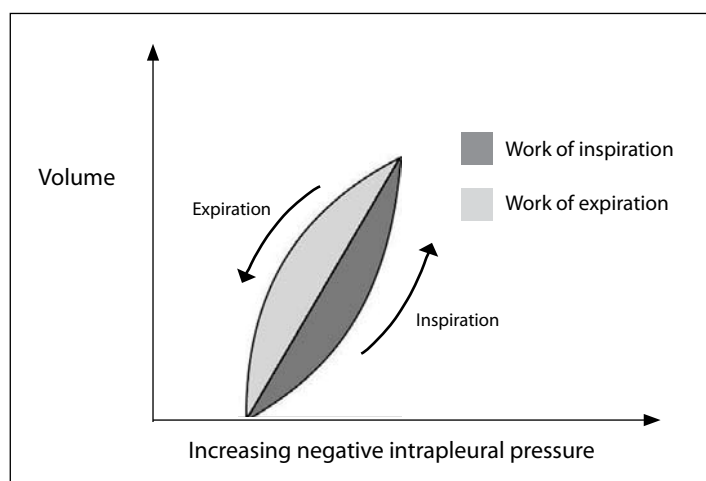 Volume
Expiration
Work of inspiration
Work of expiration
Inspiration
Increasing negative intrapleural pressure